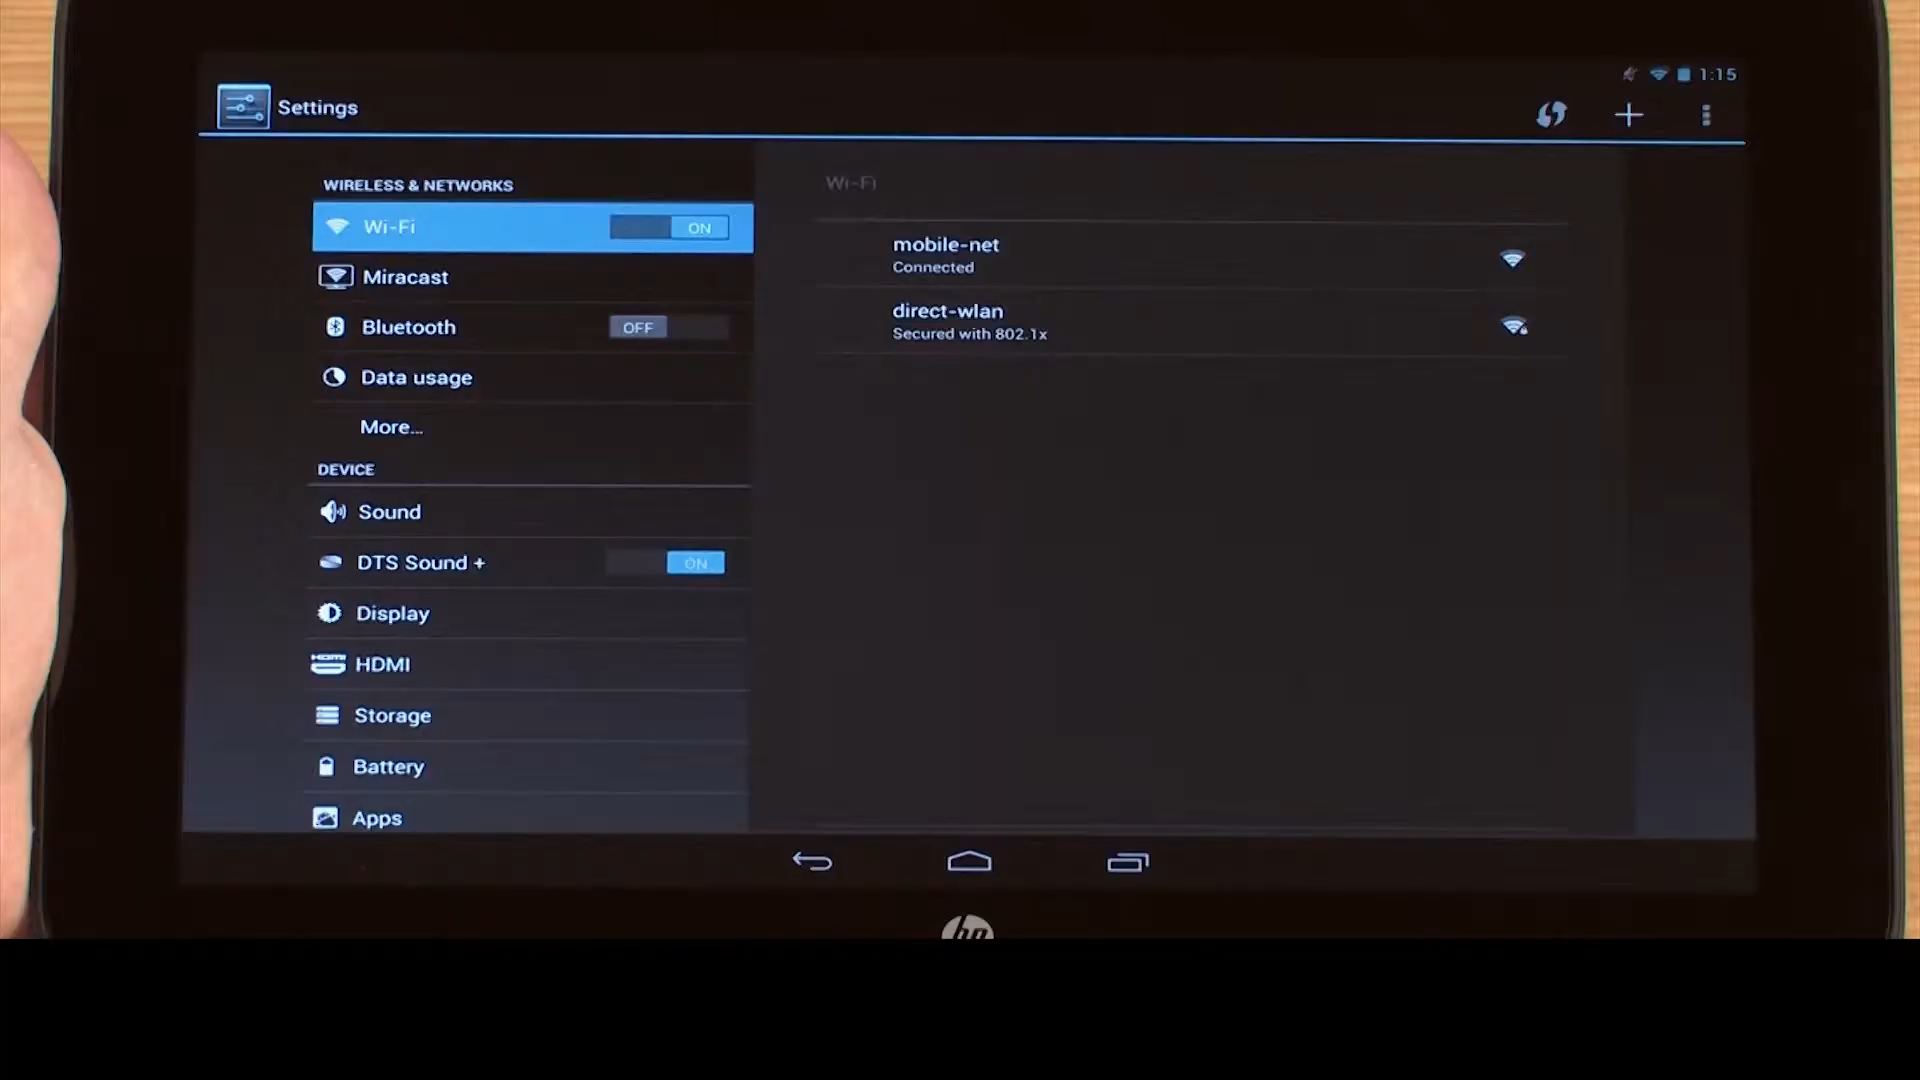 1:15
Settings
WIRELESS & NETWORKS
Wi-Fi ON
Miracast
Bluetooth OFF
Data usage
More...
DEVICE
Sound
DTS Sound + ON
Display
HDMI
HDMI
Storage
Battery
Apps
Wi-Fi
mobile-net
Connected
direct-wlan
Secured with 802.1x
hp